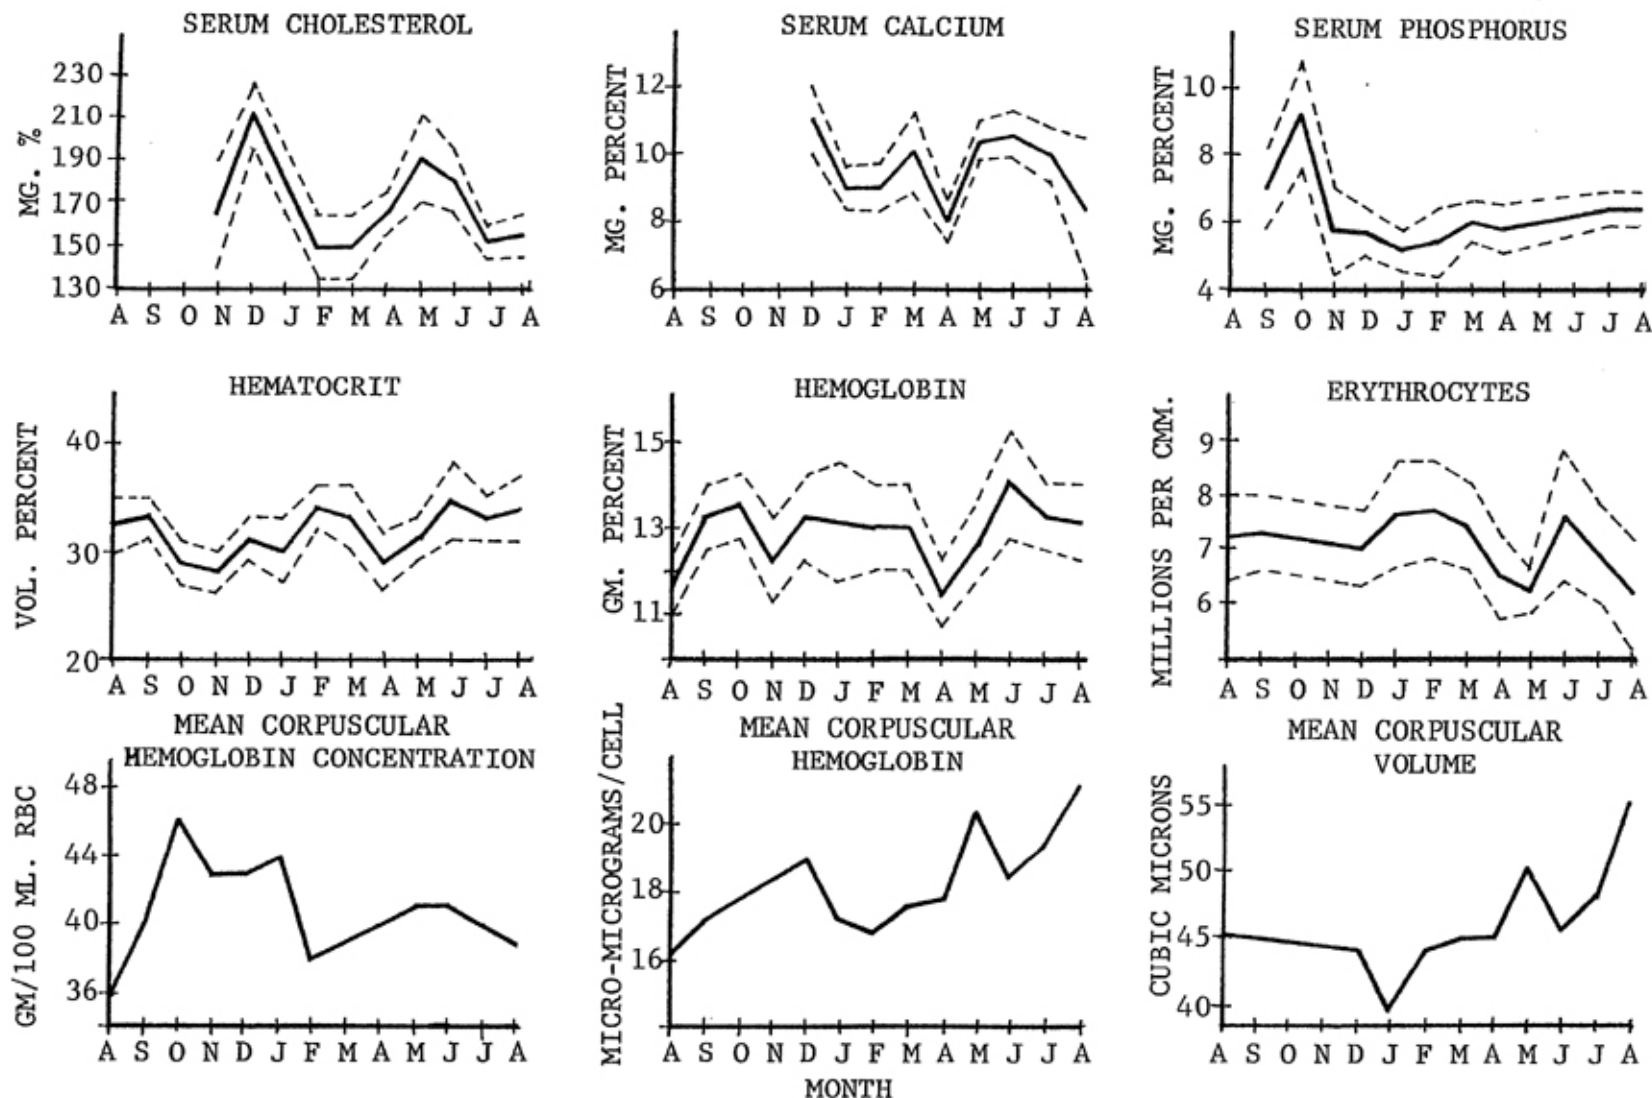 SERUM CHOLESTEROL
MG. %
230
210
190
170
150
130
A S O N D J F M A M J J A
SERUM CALCIUM
MG. PERCENT
12
10
8
6
A S O N D J F M A M J J A
SERUM PHOSPHORUS
MG. PERCENT
10
8
6
4
A S O N D J F M A M J J A
HEMATOCRIT
VOL. PERCENT
40
30
20
A S O N D J F M A M J J A
HEMOGLOBIN
GM. PERCENT
15
13
11
A S O N D J F M A M J J A
ERYTHROCYTES
MILLIONS PER CMM.
9
8
7
6
A S O N D J F M A M J J A
MEAN CORPUSCULAR
HEMOGLOBIN CONCENTRATION
GM/100 ML. RBC
48
44
40
36
A S O N D J F M A M J J A
MEAN CORPUSCULAR
HEMOGLOBIN
MICRO-MICROGRAMS/CELL
20
18
16
A S O N D J F M A M J J A
MEAN CORPUSCULAR
VOLUME
CUBIC MICRONS
55
50
45
40
A S O N D J F M A M J J A
MONTH